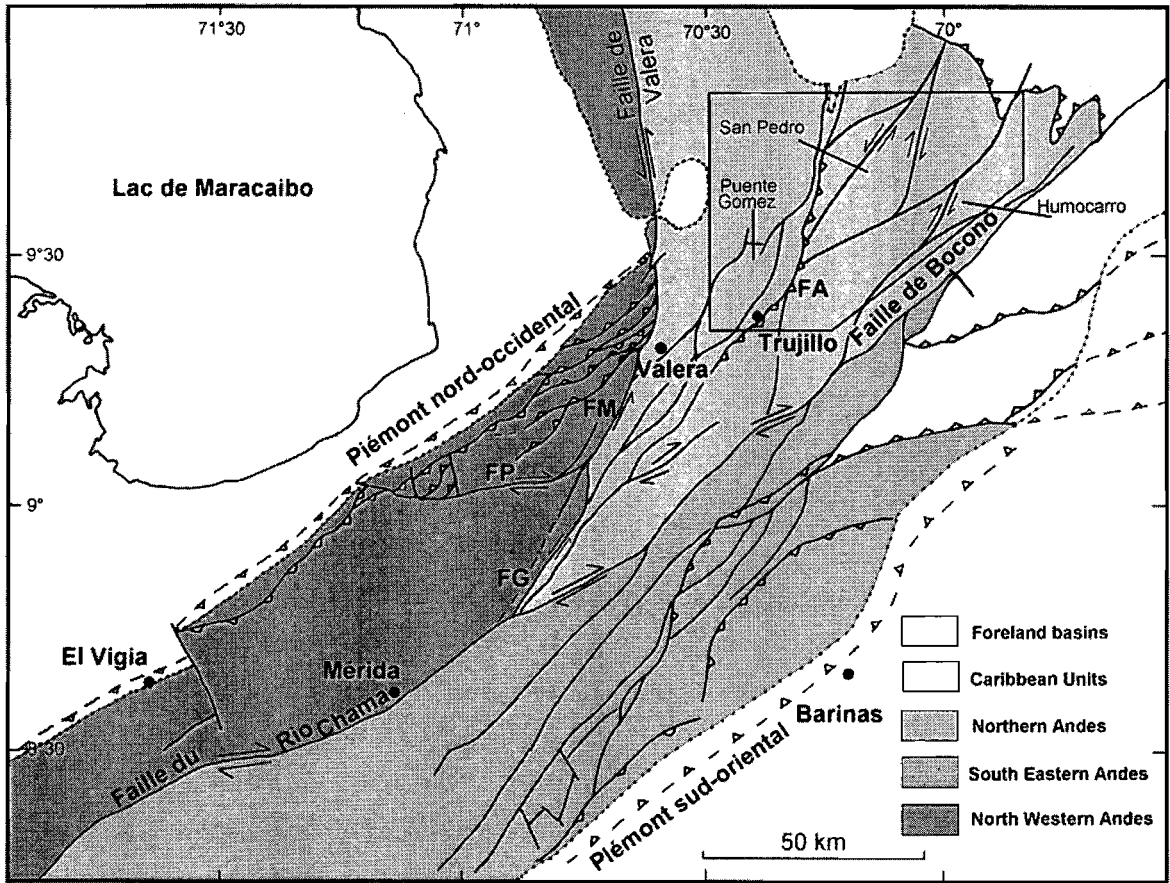 71°30
71°
70°30
70°
Faille de
Valera
San Pedro
Puente
Gomez
Lac de Maracaibo
Humocarro
9°30
FA
Faille de Bocono
Trujillo
Valera
Piémont nord-occidental
FM
FP
9°
FG
El Vigia
Merida
Faille du Rio Chama
Barinas
9°30
Piémont sud-oriental
50 km
Foreland basins
Caribbean Units
Northern Andes
South Eastern Andes
North Western Andes